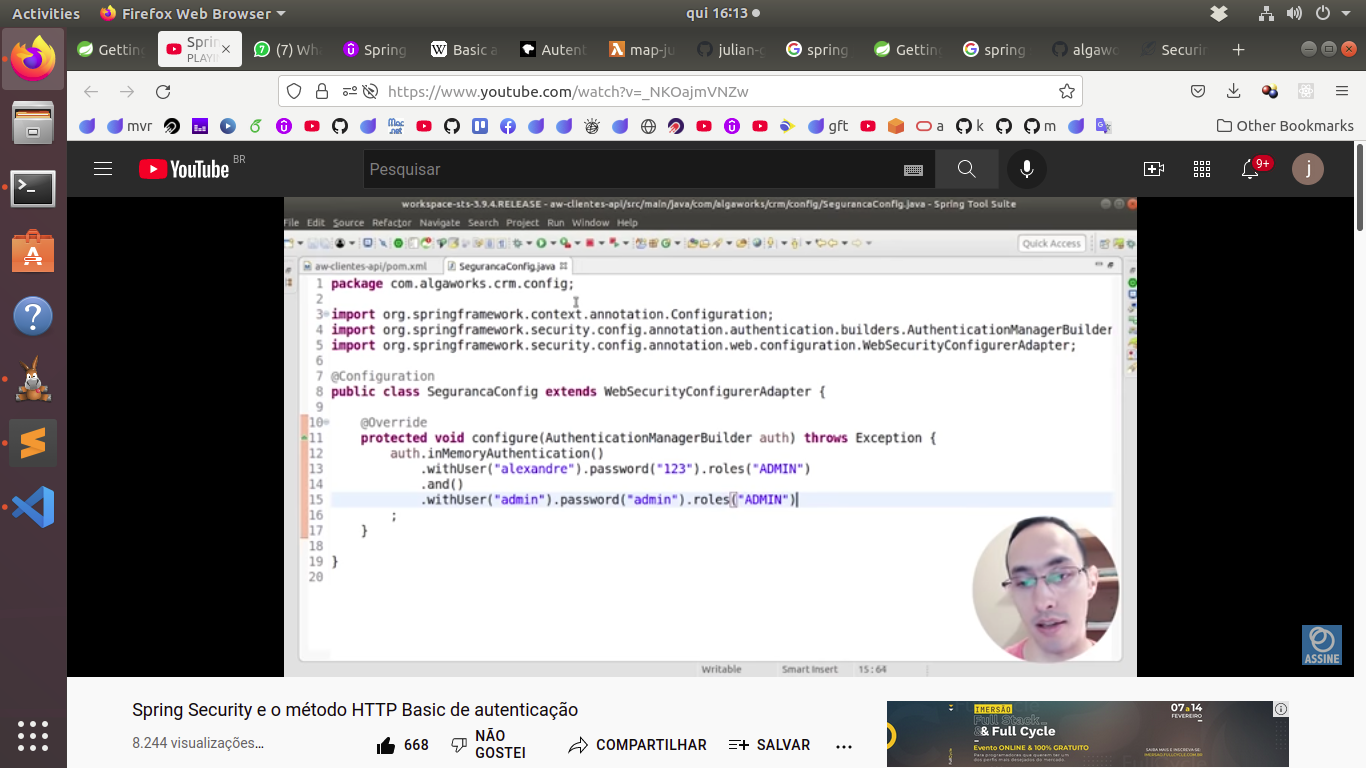 Activities Firefox Web Browser qui 16:13
Getting Spring (7) Wh Spring Basic a Autent map-ju julian-g spring Getting spring algawo Securin
PLAYI
https://www.youtube.com/watch?v=_NKOajmVNZw
mvr gft a k m Other Bookmarks
YouTube BR Pesquisar 9+ j
workspace-sts-3.9.4.RELEASE - aw-clientes-api/src/main/java/com/algaworks/crm/config/SegurancaConfig.java - Spring Tool Suite
File Edit Source Refactor Navigate Search Project Run Window Help
Quick Access
aw-clientes-api/pom.xml SegurancaConfig.java
1 package com.algaworks.crm.config;
2
3 import org.springframework.context.annotation.Configuration;
4 import org.springframework.security.config.annotation.authentication.builders.AuthenticationManagerBuilder
5 import org.springframework.security.config.annotation.web.configuration.WebSecurityConfigurerAdapter;
6
7 @Configuration
8 public class SegurancaConfig extends WebSecurityConfigurerAdapter {
9
10 @Override
11 protected void configure(AuthenticationManagerBuilder auth) throws Exception {
12 auth.inMemoryAuthentication()
13 .withUser("alexandre").password("123").roles("ADMIN")
14 .and()
15 .withUser("admin").password("admin").roles("ADMIN")
16 ;
17 }
18
19 }
20
ASSINE
Writable Smart Insert 15:64
Spring Security e o método HTTP Basic de autenticação
8.244 visualizações...
668 NÃO GOSTEI COMPARTILHAR SALVAR
IMERSÃO
Full Stack
& Full Cycle
Evento ONLINE & 100% GRATUITO
07 a 14
FEVEREIRO